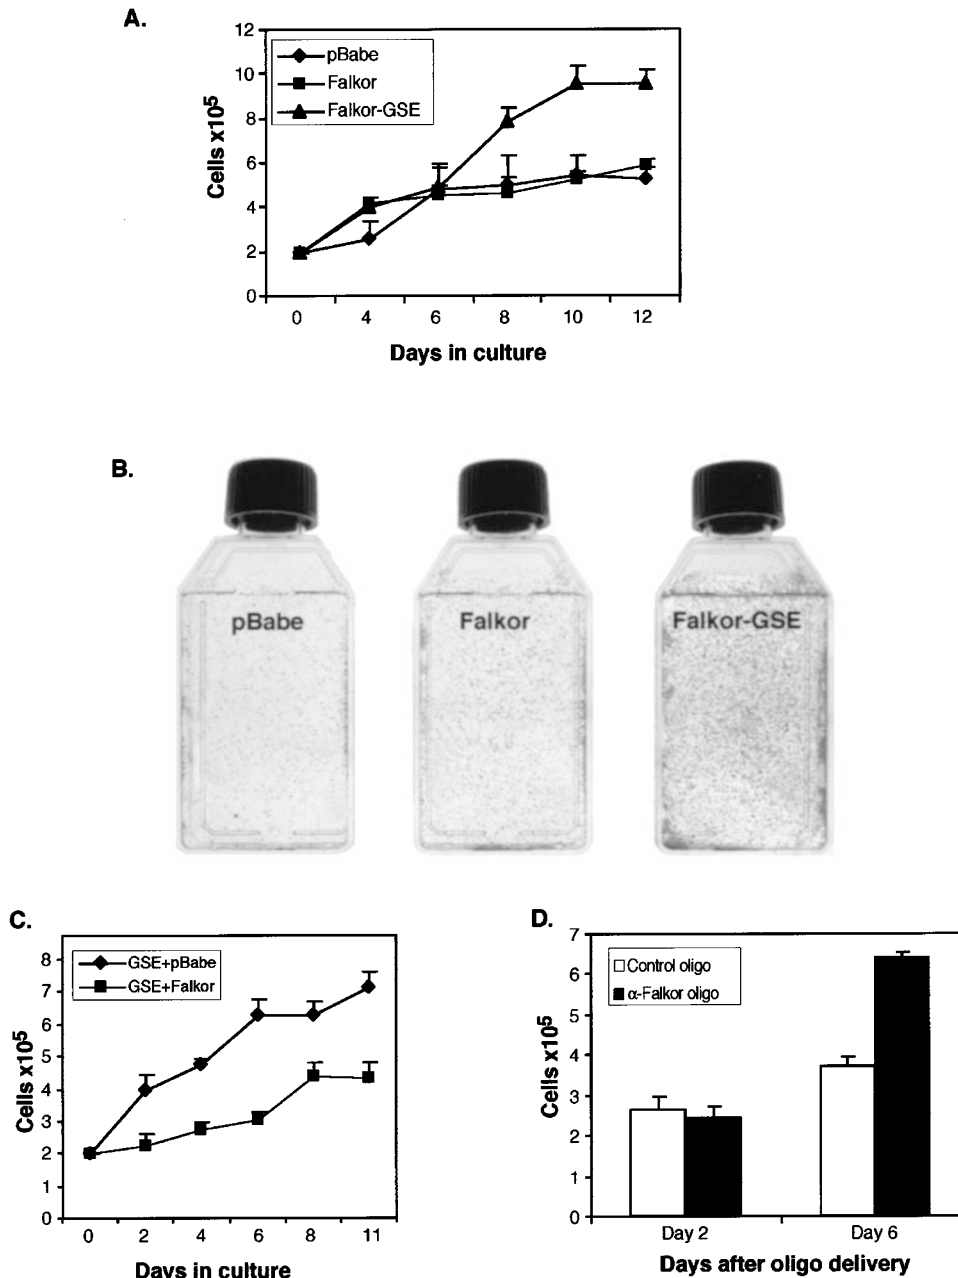 A.
12
10
8
6
4
2
0
Cells x10⁵
pBabe
Falkor
Falkor-GSE
0 4 6 8 10 12
Days in culture
B.
pBabe
Falkor
Falkor-GSE
C.
8
7
6
5
4
3
2
1
0
Cells x10⁵
GSE+pBabe
GSE+Falkor
0 2 4 6 8 11
Days in culture
D.
7
6
5
4
3
2
1
0
Cells x10⁵
Control oligo
α-Falkor oligo
Day 2 Day 6
Days after oligo delivery